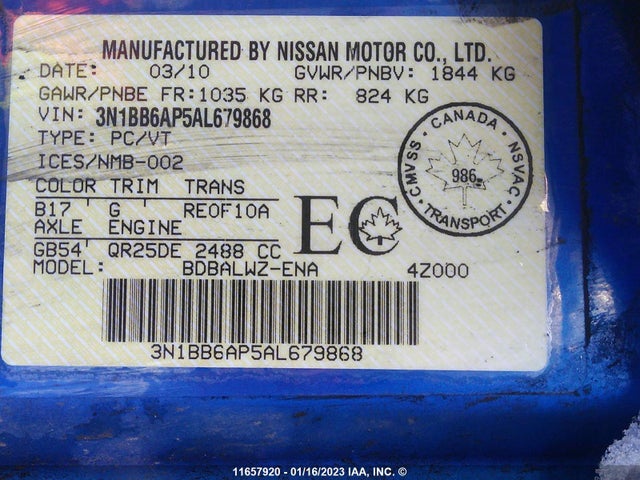 MANUFACTURED BY NISSAN MOTOR CO., LTD.
DATE: 03/10 GVWR/PNBV: 1844 KG
GAWR/PNBE FR:1035 KG RR: 824 KG
VIN: 3N1BB6AP5AL679868
TYPE: PC/VT
ICES/NMB-002
CANADA
CMVSS · NSVAC
986
TRANSPORT
COLOR TRIM TRANS
B17 G RE0F10A
AXLE ENGINE
GB54 QR25DE 2488 CC
EC
MODEL: BDBALWZ-ENA 4Z000
3N1BB6AP5AL679868
11657920 - 01/16/2023 IAA, INC. ©